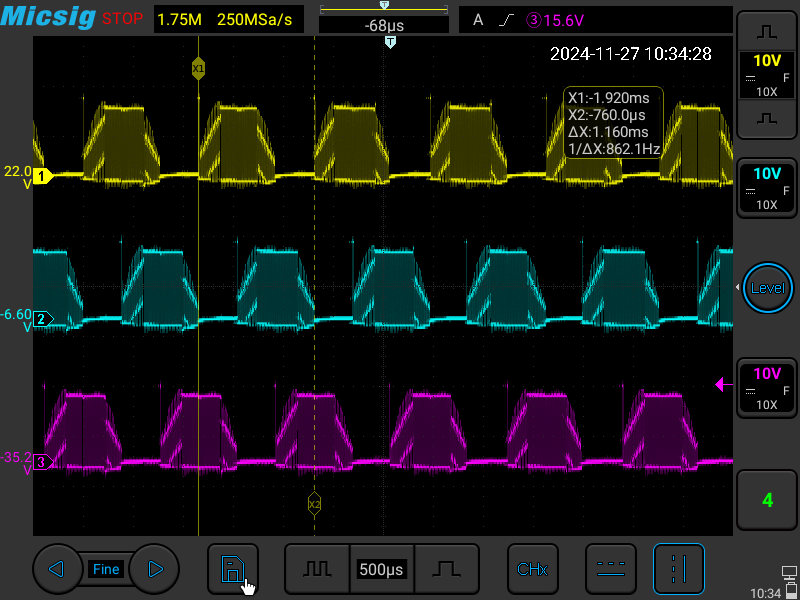 Micsig STOP 1.75M 250MSa/s -68µs A ③ 15.6V
T
T
2024-11-27 10:34:28
X1
X1:-1.920ms
X2:-760.0µs
ΔX:1.160ms
1/ΔX:862.1Hz
22.0
V
1
-6.60
V
2
-35.2
V
3
X2
10V
F
10X
10V
F
10X
Level
10V
F
10X
4
Fine
500µs
CHx
10:34